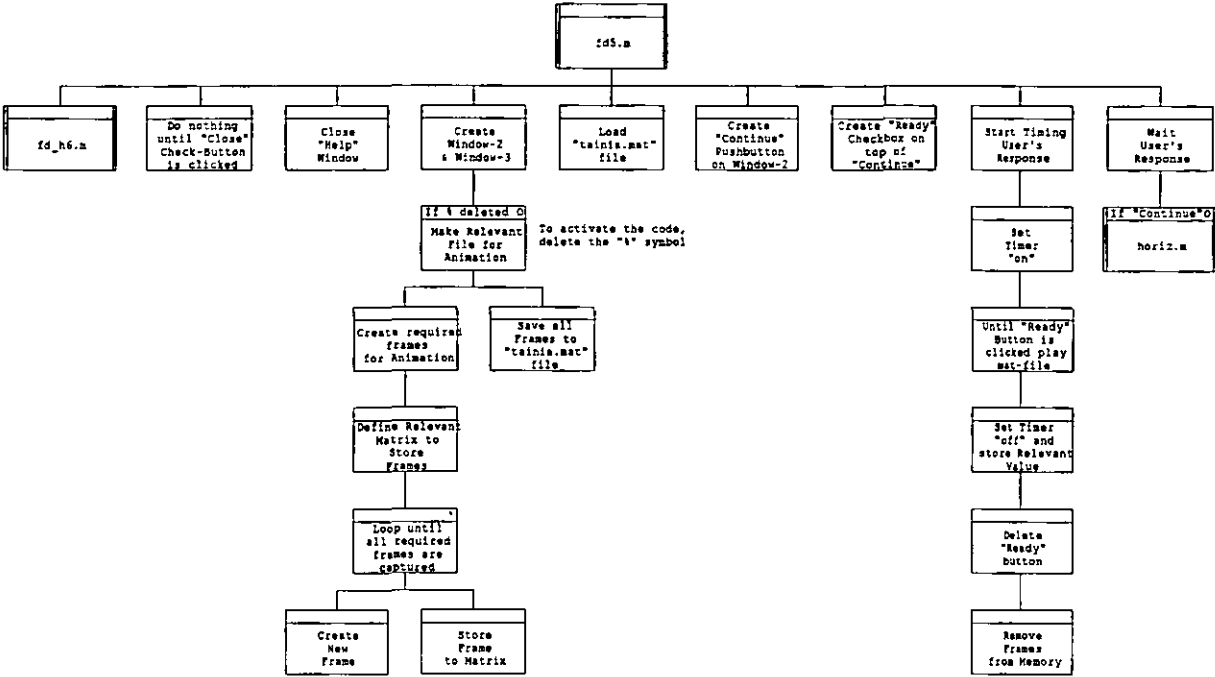 fd5.m
fd_h6.m
Do nothing
until "Close"
Check-Button
is clicked
Close
"Help"
Window
Create
Window-2
& Window-3
Load
"tainia.mat"
file
Create
"Continue"
Pushbutton
on Window-2
Create "Ready"
Checkbox on
top of
"Continue"
Start Timing
User's
Response
Wait
User's
Response
If % deleted O
Make Relevant
File for
Animation
To activate the code,
delete the "%" symbol
Set
Timer
"on"
If "Continue"O
horiz.m
Create required
frames
for Animation
Save all
Frames to
"tainia.mat"
file
Until "Ready"
Button is
clicked play
mat-file
Define Relevant
Matrix to
Store
Frames
Set Timer
"off" and
store Relevant
Value
*
Loop until
all required
frames are
captured
Delete
"Ready"
button
Create
New
Frame
Store
Frame
to Matrix
Remove
Frames
from Memory